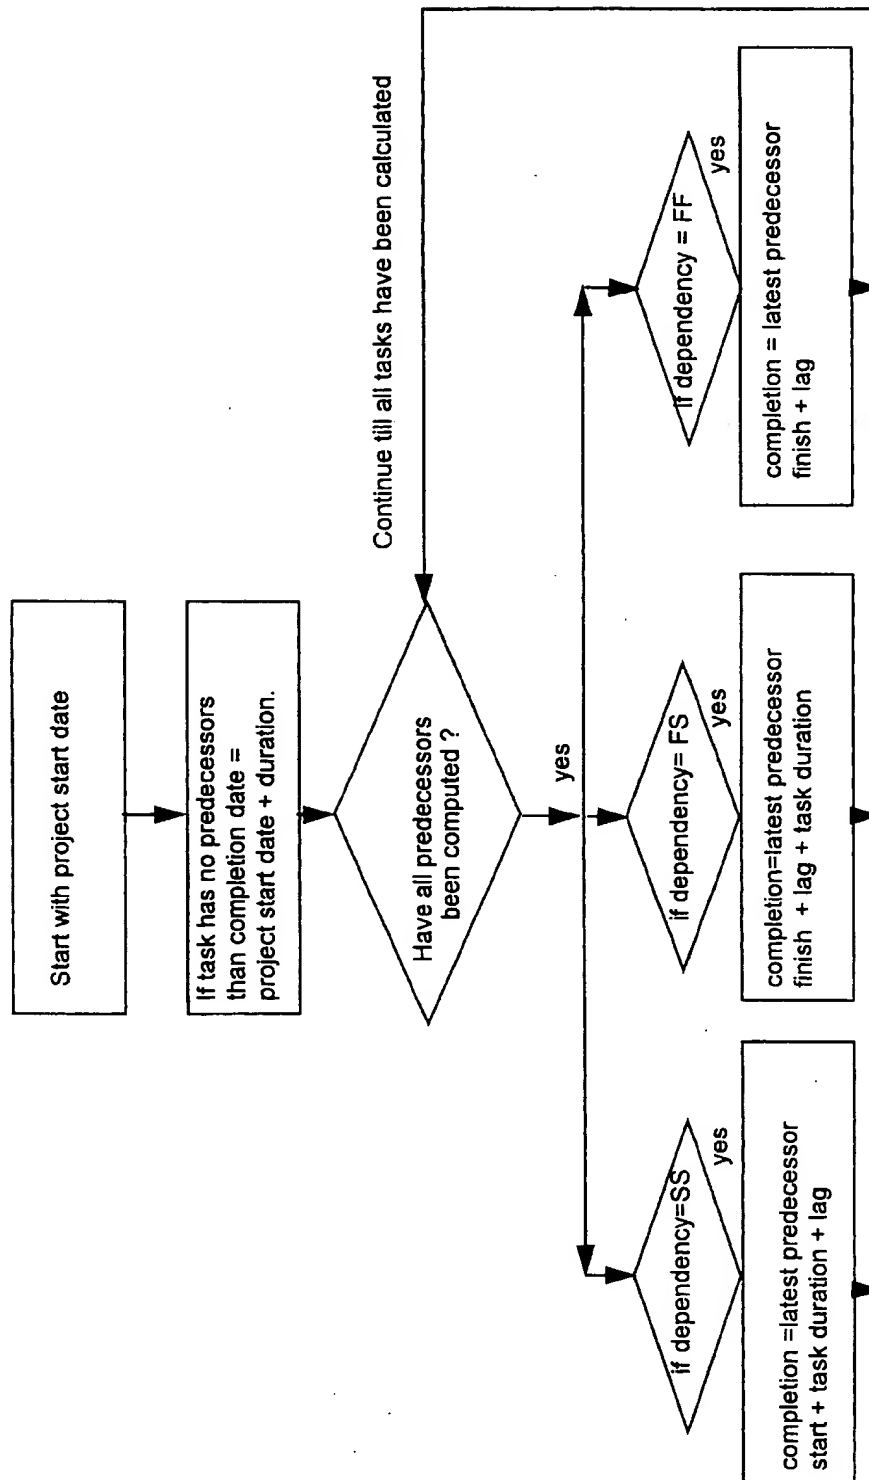 Start with project start date
If task has no predecessors
than completion date =
project start date + duration.
Continue till all tasks have been calculated
Have all predecessors
been computed ?
yes
if dependency=SS
yes
if dependency= FS
yes
If dependency = FF
yes
completion =latest predecessor
start + task duration + lag
completion=latest predecessor
finish + lag + task duration
completion = latest predecessor
finish + lag